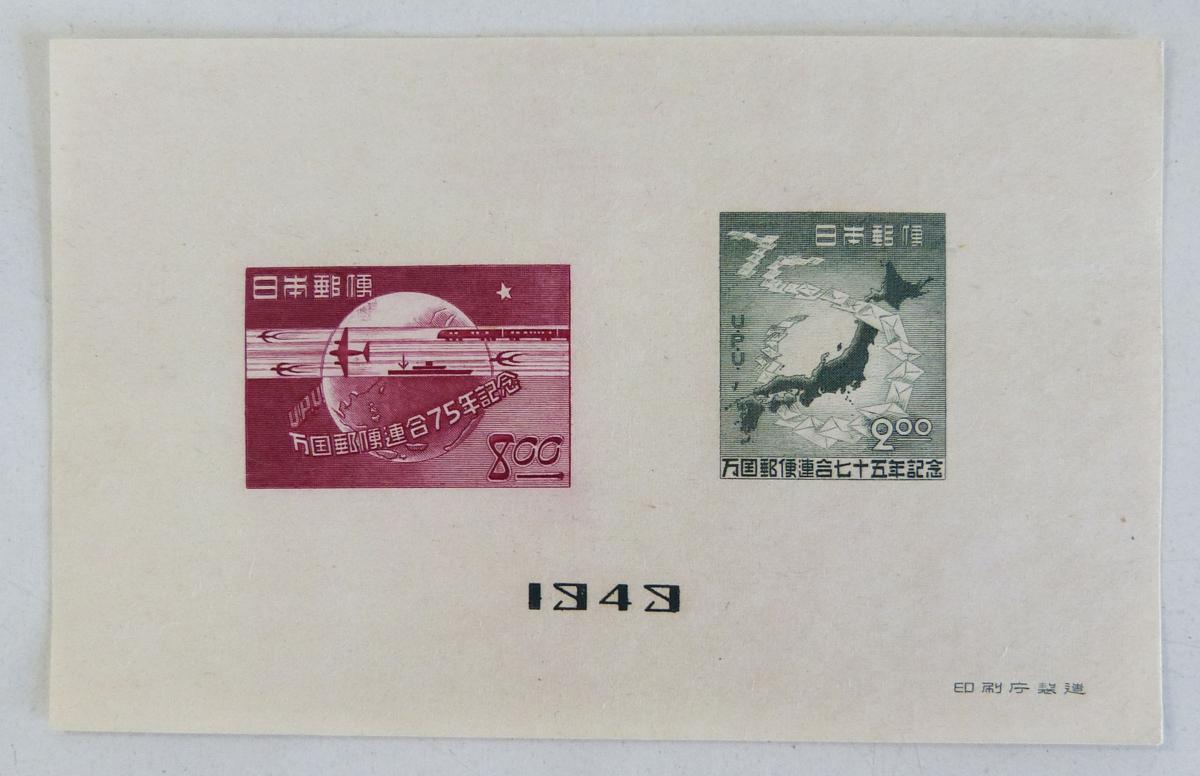 日本郵便
U.P.U.
万国郵便連合75年記念
8.00
日本郵便
75
U.P.U.
2.00
万国郵便連合七十五年記念
1949
印刷庁製造